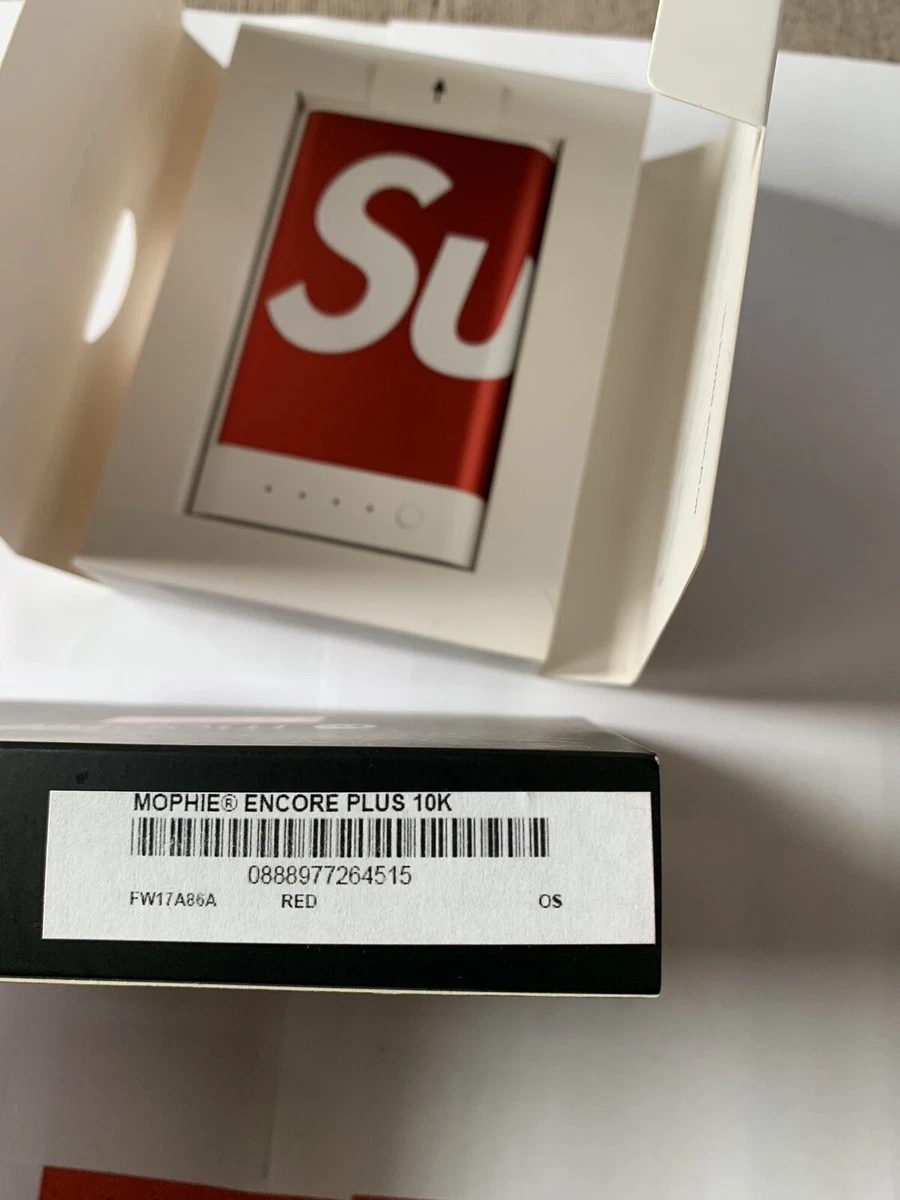 Su
MOPHIE® ENCORE PLUS 10K
0888977264515
FW17A86A RED OS